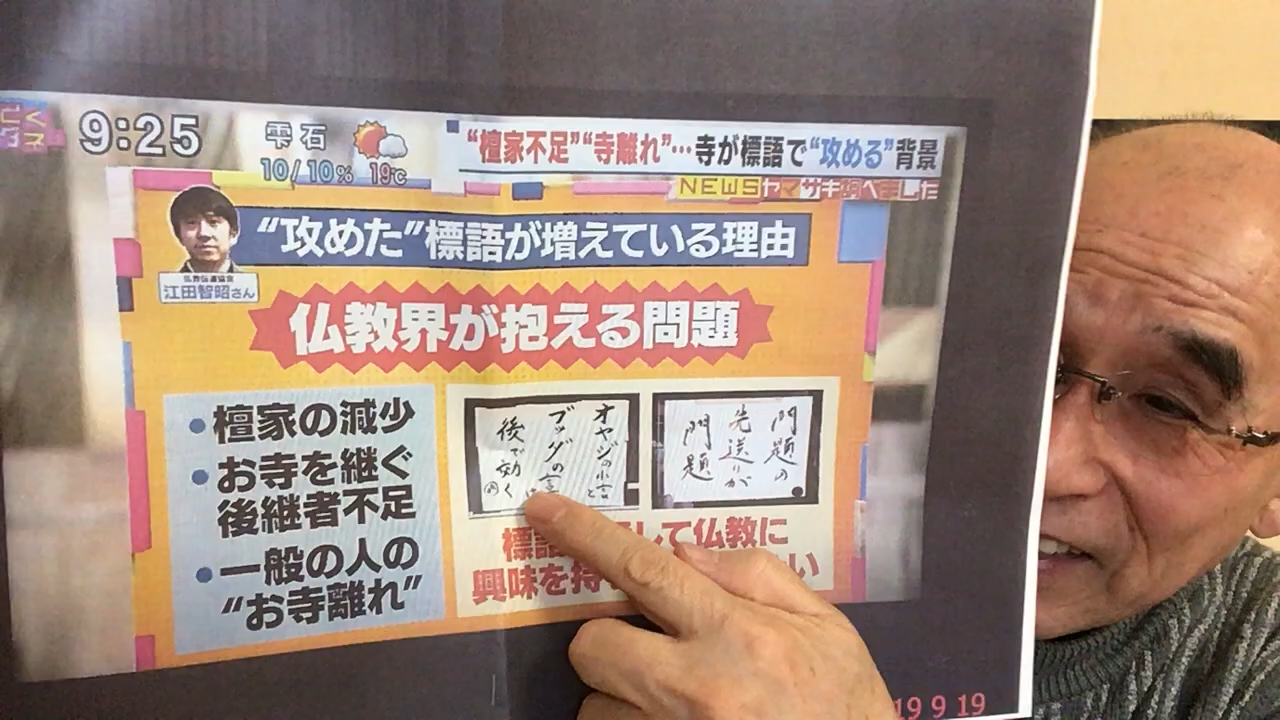 9:25
雫石
10/10% 19℃
“檀家不足”“寺離れ”…寺が標語で“攻める”背景
NEWSヤマサキ調べました
“攻めた”標語が増えている理由
仏教伝道協会
江田智昭さん
仏教界が抱える問題
・檀家の減少
・お寺を継ぐ
後継者不足
・一般の人の
“お寺離れ”
オヤジの小言と
ブッダの言
後で効く
問題の
先送りが
問題
標語 して仏教に
興味を持 い
19 9 19